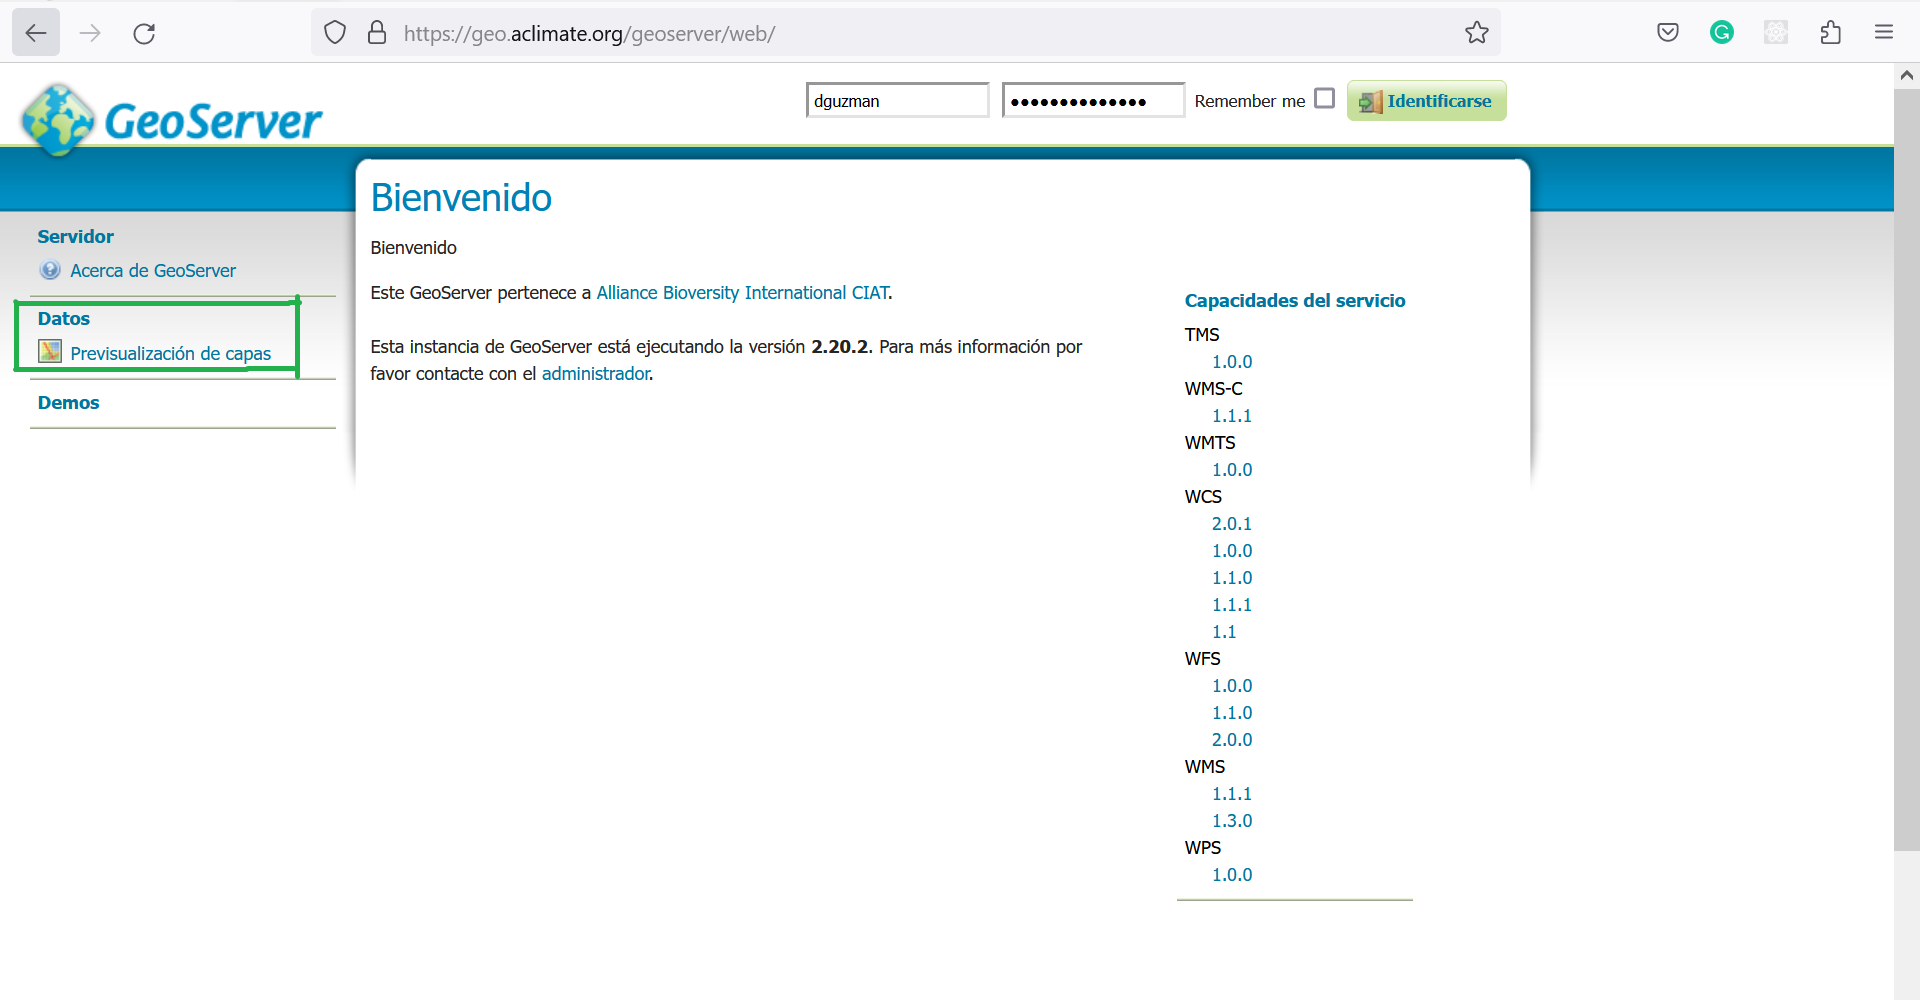 https://geo.aclimate.org/geoserver/web/
GeoServer
dguzman
●●●●●●●●●●●●●●
Remember me
Identificarse
Servidor
Acerca de GeoServer
Datos
Previsualización de capas
Demos
Bienvenido
Bienvenido
Este GeoServer pertenece a Alliance Bioversity International CIAT.
Esta instancia de GeoServer está ejecutando la versión 2.20.2. Para más información por
favor contacte con el administrador.
Capacidades del servicio
TMS
1.0.0
WMS-C
1.1.1
WMTS
1.0.0
WCS
2.0.1
1.0.0
1.1.0
1.1.1
1.1
WFS
1.0.0
1.1.0
2.0.0
WMS
1.1.1
1.3.0
WPS
1.0.0